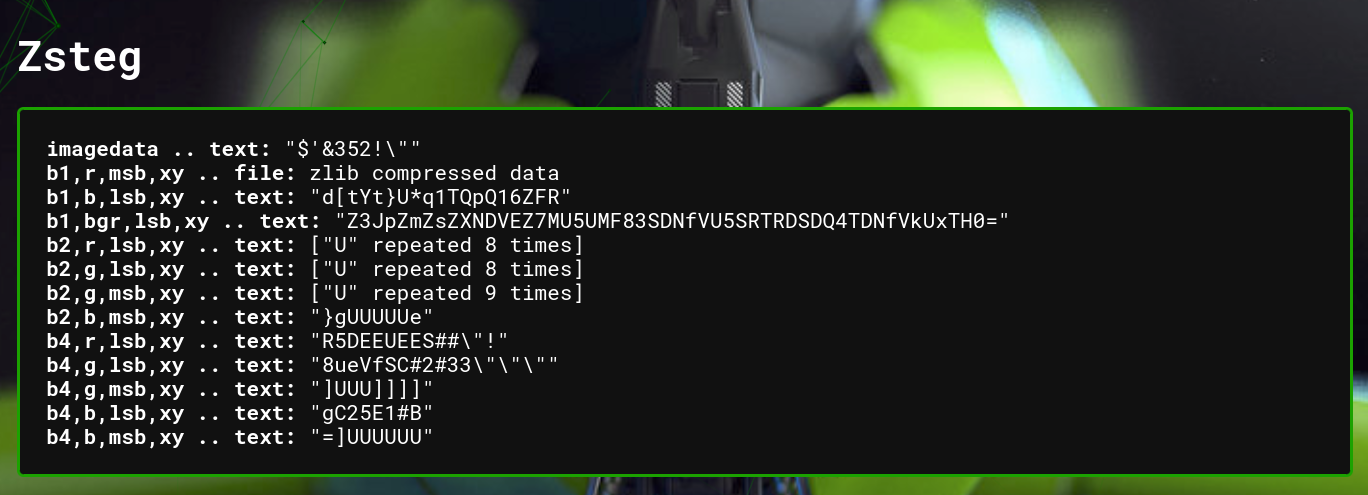 Zsteg
imagedata .. text: "$'&352!\""
b1,r,msb,xy .. file: zlib compressed data
b1,b,lsb,xy .. text: "d[tYt}U*q1TQpQ16ZFR"
b1,bgr,lsb,xy .. text: "Z3JpZmZsZXNDVEZ7MU5UMF83SDNfVU5SRTRDSDQ4TDNfVkUxTH0="
b2,r,lsb,xy .. text: ["U" repeated 8 times]
b2,g,lsb,xy .. text: ["U" repeated 8 times]
b2,g,msb,xy .. text: ["U" repeated 9 times]
b2,b,msb,xy .. text: "}gUUUUUe"
b4,r,lsb,xy .. text: "R5DEEUEES##\"!"
b4,g,lsb,xy .. text: "8ueVfSC#2#33\"\"\""
b4,g,msb,xy .. text: "]UUU]]]]"
b4,b,lsb,xy .. text: "gC25E1#B"
b4,b,msb,xy .. text: "=]UUUUUU"